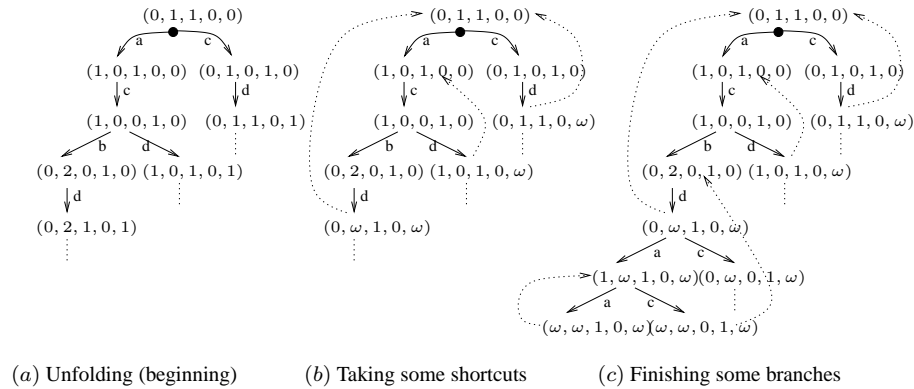 (0, 1, 1, 0, 0) (0, 1, 1, 0, 0) (0, 1, 1, 0, 0)
a c a c a c
(1, 0, 1, 0, 0) (0, 1, 0, 1, 0) (1, 0, 1, 0, 0) (0, 1, 0, 1, 0) (1, 0, 1, 0, 0) (0, 1, 0, 1, 0)
c d c d c d
(1, 0, 0, 1, 0) (0, 1, 1, 0, 1) (1, 0, 0, 1, 0) (0, 1, 1, 0, ω) (1, 0, 0, 1, 0) (0, 1, 1, 0, ω)
b d b d b d
(0, 2, 0, 1, 0) (1, 0, 1, 0, 1) (0, 2, 0, 1, 0) (1, 0, 1, 0, ω) (0, 2, 0, 1, 0) (1, 0, 1, 0, ω)
d d d
(0, 2, 1, 0, 1) (0, ω, 1, 0, ω) (0, ω, 1, 0, ω)
a c
(1, ω, 1, 0, ω) (0, ω, 0, 1, ω)
a c
(ω, ω, 1, 0, ω) (ω, ω, 0, 1, ω)
(a) Unfolding (beginning) (b) Taking some shortcuts (c) Finishing some branches